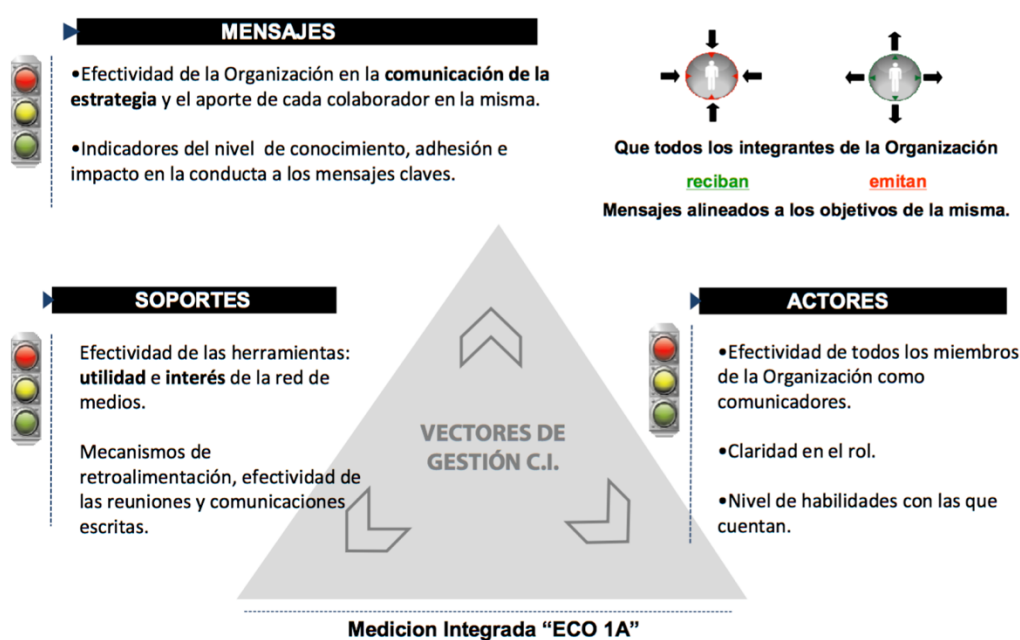 MENSAJES
•Efectividad de la Organización en la comunicación de la
estrategia y el aporte de cada colaborador en la misma.
•Indicadores del nivel de conocimiento, adhesión e
impacto en la conducta a los mensajes claves.
Que todos los integrantes de la Organización
reciban emitan
Mensajes alineados a los objetivos de la misma.
SOPORTES
Efectividad de las herramientas:
utilidad e interés de la red de
medios.
Mecanismos de
retroalimentación, efectividad de
las reuniones y comunicaciones
escritas.
VECTORES DE
GESTIÓN C.I.
ACTORES
•Efectividad de todos los miembros
de la Organización como
comunicadores.
•Claridad en el rol.
•Nivel de habilidades con las que
cuentan.
Medicion Integrada “ECO 1A”